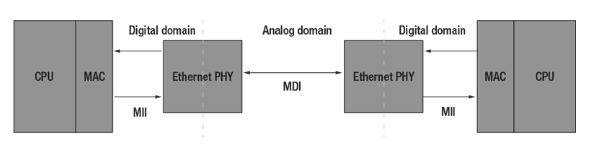 Digital domain
Analog domain
Digital domain
CPU
MAC
Ethernet PHY
MDI
Ethernet PHY
MAC
CPU
MII
MII